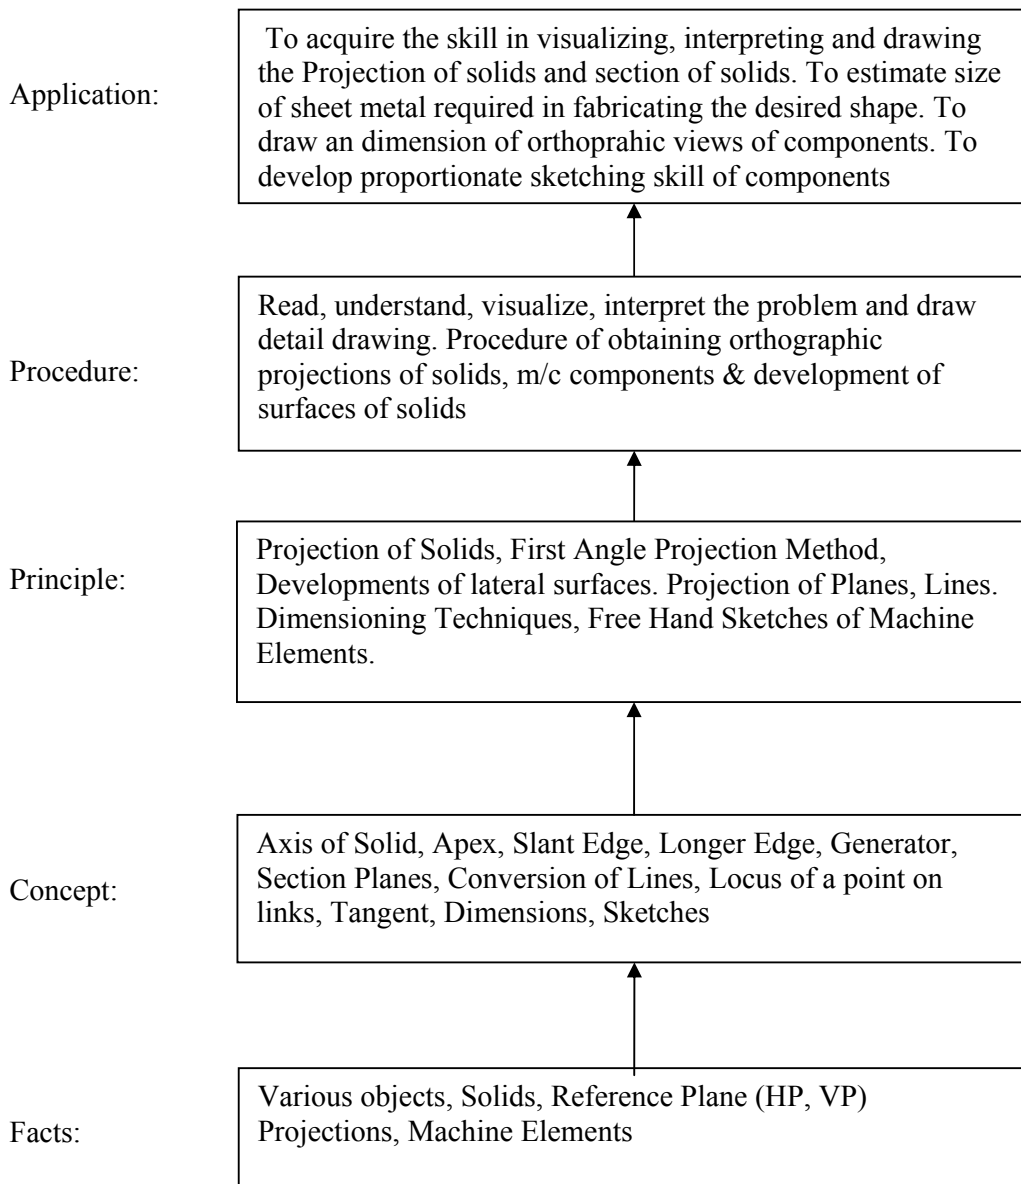 Application:
To acquire the skill in visualizing, interpreting and drawing
the Projection of solids and section of solids. To estimate size
of sheet metal required in fabricating the desired shape. To
draw an dimension of orthoprahic views of components. To
develop proportionate sketching skill of components
Procedure:
Read, understand, visualize, interpret the problem and draw
detail drawing. Procedure of obtaining orthographic
projections of solids, m/c components & development of
surfaces of solids
Principle:
Projection of Solids, First Angle Projection Method,
Developments of lateral surfaces. Projection of Planes, Lines.
Dimensioning Techniques, Free Hand Sketches of Machine
Elements.
Concept:
Axis of Solid, Apex, Slant Edge, Longer Edge, Generator,
Section Planes, Conversion of Lines, Locus of a point on
links, Tangent, Dimensions, Sketches
Facts:
Various objects, Solids, Reference Plane (HP, VP)
Projections, Machine Elements